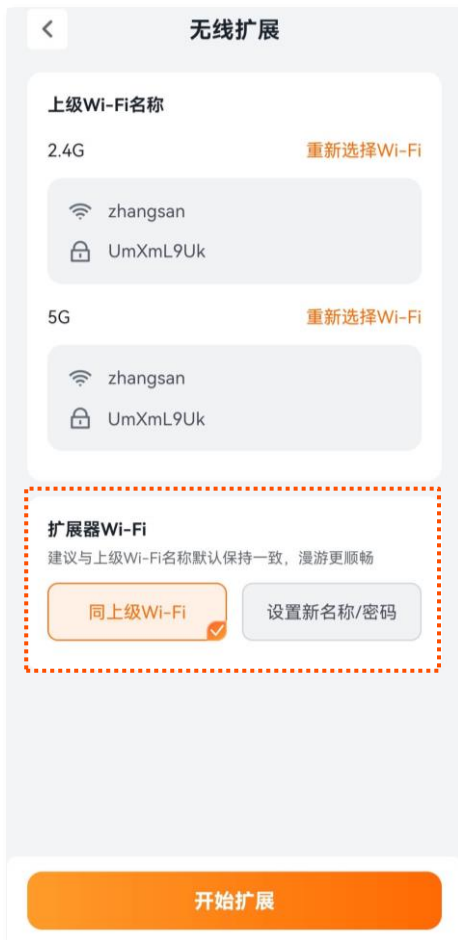 无线扩展
上级Wi-Fi名称
2.4G 重新选择Wi-Fi
zhangsan
UmXmL9Uk
5G 重新选择Wi-Fi
zhangsan
UmXmL9Uk
扩展器Wi-Fi
建议与上级Wi-Fi名称默认保持一致，漫游更顺畅
同上级Wi-Fi 设置新名称/密码
开始扩展